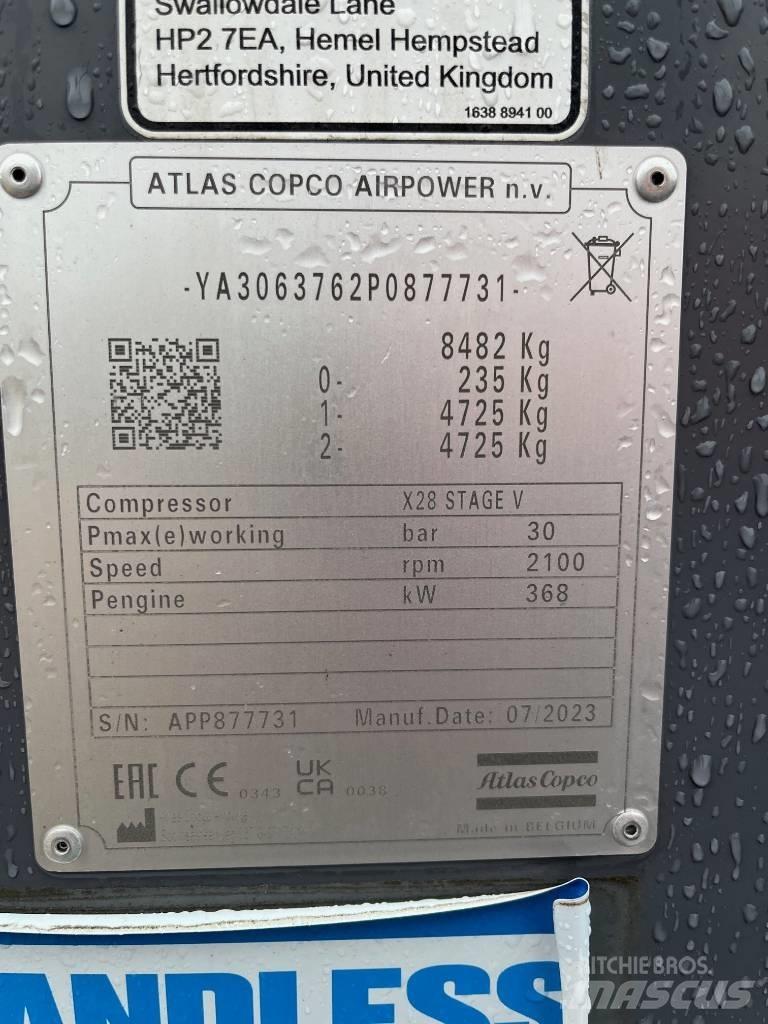 Swallowdale Lane
HP2 7EA, Hemel Hempstead
Hertfordshire, United Kingdom
1638 8941 00
ATLAS COPCO AIRPOWER n.v.
-YA3063762P0877731-
8482 Kg
0- 235 Kg
1- 4725 Kg
2- 4725 Kg
Compressor X28 STAGE V
Pmax(e)working bar 30
Speed rpm 2100
Pengine kW 368
S/N: APP877731 Manuf.Date: 07/2023
EAC CE 0343 UK CA 0038
Atlas Copco
Made in BELGIUM
ANDLESS
RITCHIE BROS.
MASCUS